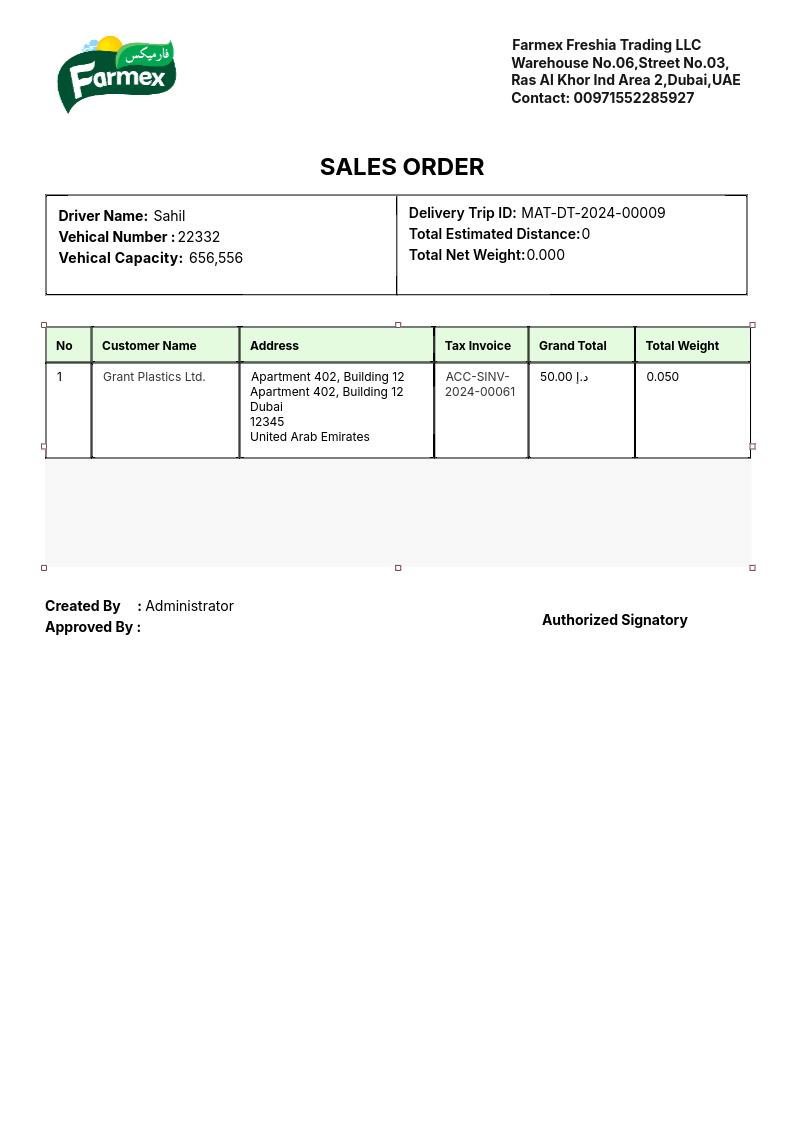 فارميكس
Farmex
Farmex Freshia Trading LLC
Warehouse No.06,Street No.03,
Ras Al Khor Ind Area 2,Dubai,UAE
Contact: 00971552285927
SALES ORDER
Driver Name: Sahil
Vehical Number : 22332
Vehical Capacity: 656,556
Delivery Trip ID: MAT-DT-2024-00009
Total Estimated Distance: 0
Total Net Weight: 0.000
No Customer Name Address Tax Invoice Grand Total Total Weight
1 Grant Plastics Ltd. Apartment 402, Building 12 ACC-SINV- 50.00 د.إ 0.050
Apartment 402, Building 12 2024-00061
Dubai
12345
United Arab Emirates
Created By : Administrator
Approved By :
Authorized Signatory